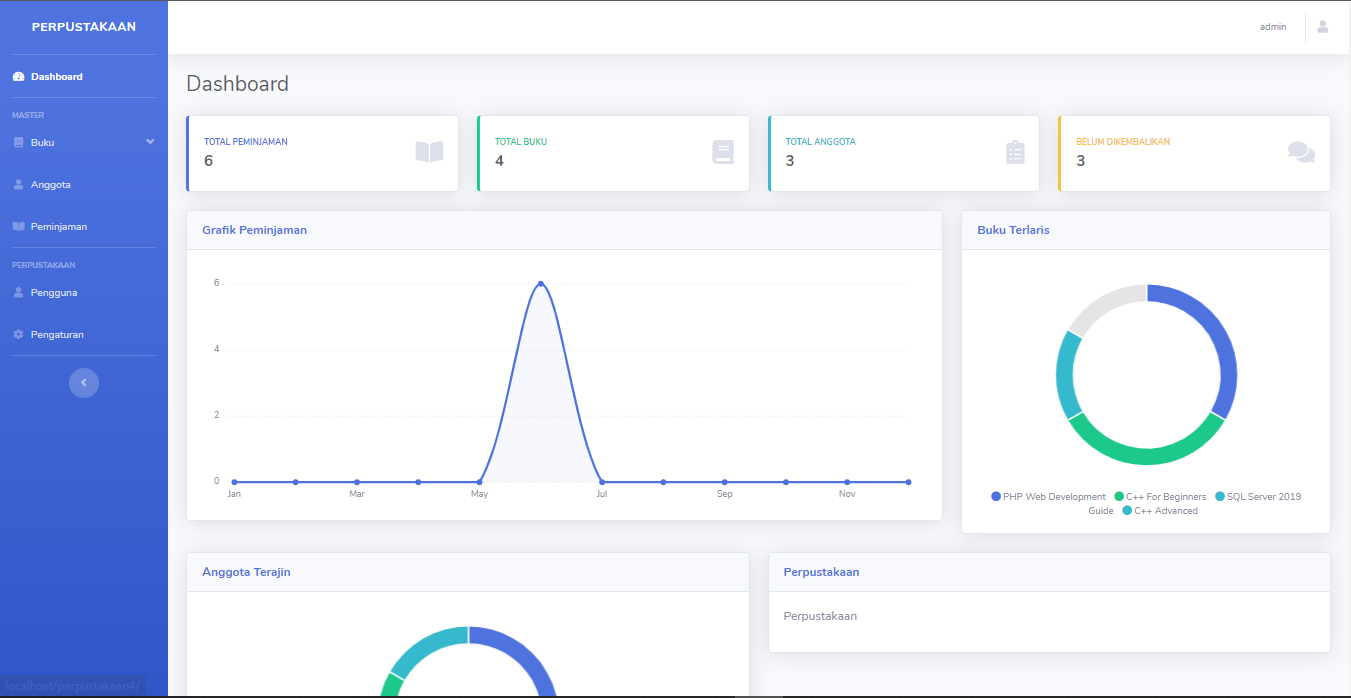 PERPUSTAKAAN
admin
Dashboard
MASTER
Buku
Anggota
Peminjaman
PERPUSTAKAAN
Pengguna
Pengaturan
Dashboard
TOTAL PEMINJAMAN
6
TOTAL BUKU
4
TOTAL ANGGOTA
3
BELUM DIKEMBALIKAN
3
Grafik Peminjaman
6
4
2
0
Jan Mar May Jul Sep Nov
Buku Terlaris
PHP Web Development C++ For Beginners SQL Server 2019
Guide C++ Advanced
Anggota Terajin
Perpustakaan
Perpustakaan
localhost/perpustakaan4/